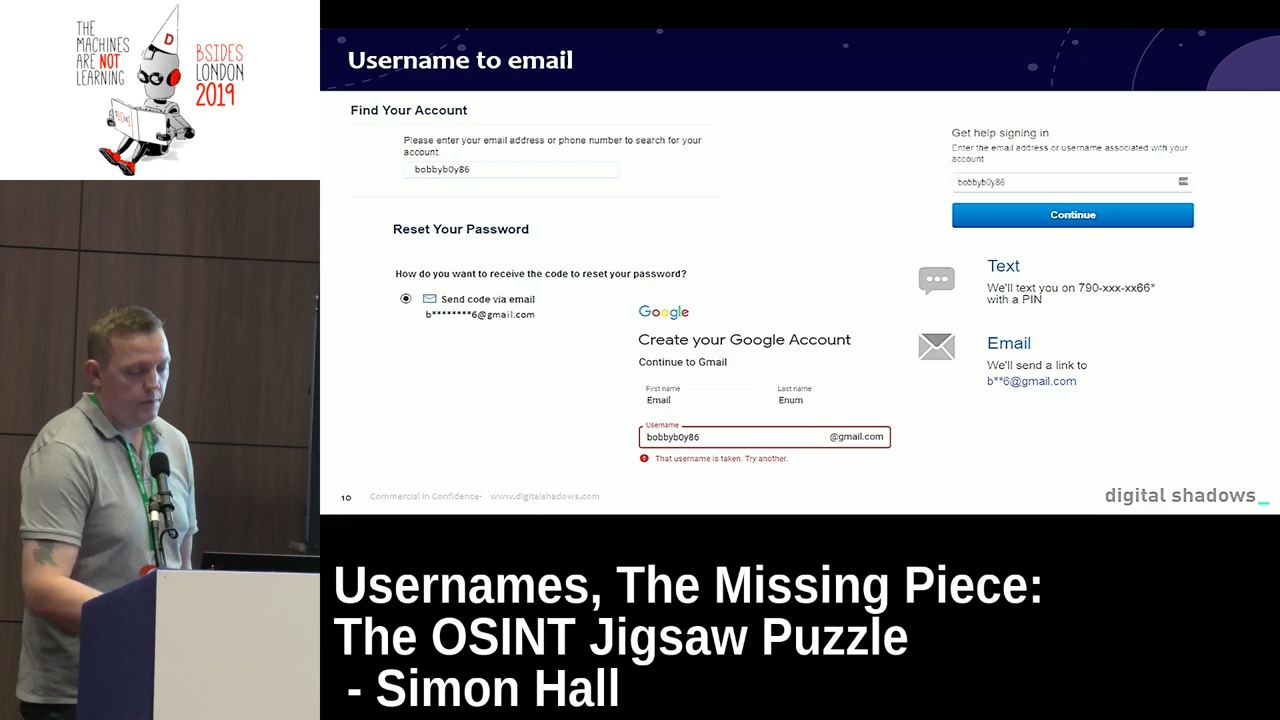 THE
MACHINES
ARE NOT
LEARNING
D
BSIDES
LONDON
2019
Username to email
Find Your Account
Please enter your email address or phone number to search for your
account.
bobbyb0y86
Reset Your Password
How do you want to receive the code to reset your password?
Send code via email
b********6@gmail.com
Google
Create your Google Account
Continue to Gmail
First name
Last name
Email
Enum
Username
bobbyb0y86
@gmail.com
That username is taken. Try another.
Get help signing in
Enter the email address or username associated with your
account
bobbyb0y86
Continue
Text
We'll text you on 790-xxx-xx66*
with a PIN
Email
We'll send a link to
b**6@gmail.com
10
Commercial in Confidence·
www.digitalshadows.com
digital shadows_
Usernames, The Missing Piece:
The OSINT Jigsaw Puzzle
- Simon Hall